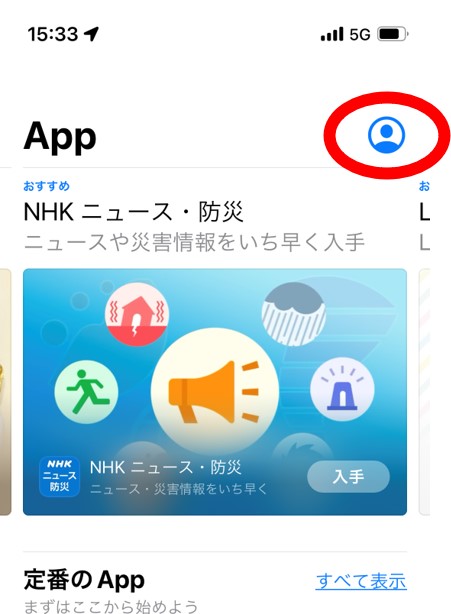 15:33
5G
App
おすすめ
NHK ニュース・防災
ニュースや災害情報をいち早く入手
お
L
L
NHK
ニュース
防災
NHK ニュース・防災
ニュース・災害情報をいち早く
入手
定番のApp
すべて表示
まずはここから始めよう